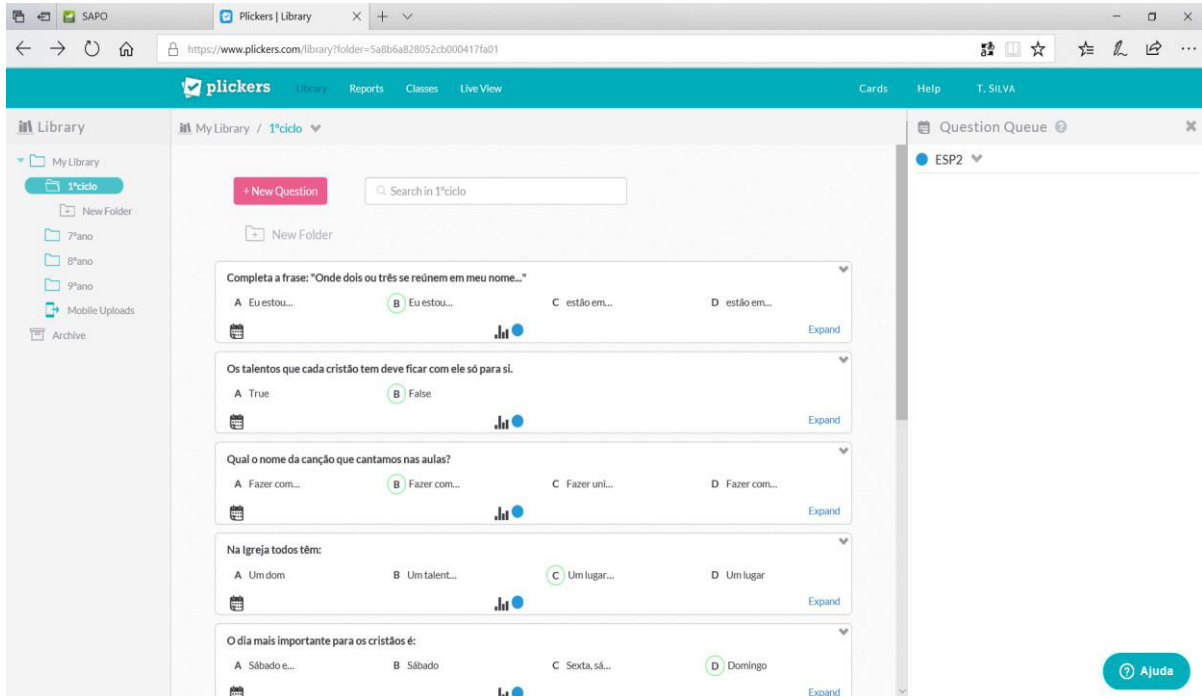 SAPO
Plickers | Library
https://www.plickers.com/library?folder=5a8b6a828052cb000417fa01
plickers Library Reports Classes Live View Cards Help T. SILVA
Library
My Library
1ºciclo
New Folder
7ºano
8ºano
9ºano
Mobile Uploads
Archive
My Library / 1ºciclo
+ New Question
Search in 1ºciclo
New Folder
Completa a frase: "Onde dois ou três se reúnem em meu nome..."
A Eu estou... B Eu estou... C estão em... D estão em...
Expand
Os talentos que cada cristão tem deve ficar com ele só para si.
A True B False
Expand
Qual o nome da canção que cantamos nas aulas?
A Fazer com... B Fazer com... C Fazer uni... D Fazer com...
Expand
Na Igreja todos têm:
A Um dom B Um talent... C Um lugar... D Um lugar
Expand
O dia mais importante para os cristãos é:
A Sábado e... B Sábado C Sexta, sá... D Domingo
Expand
Question Queue
ESP2
Ajuda